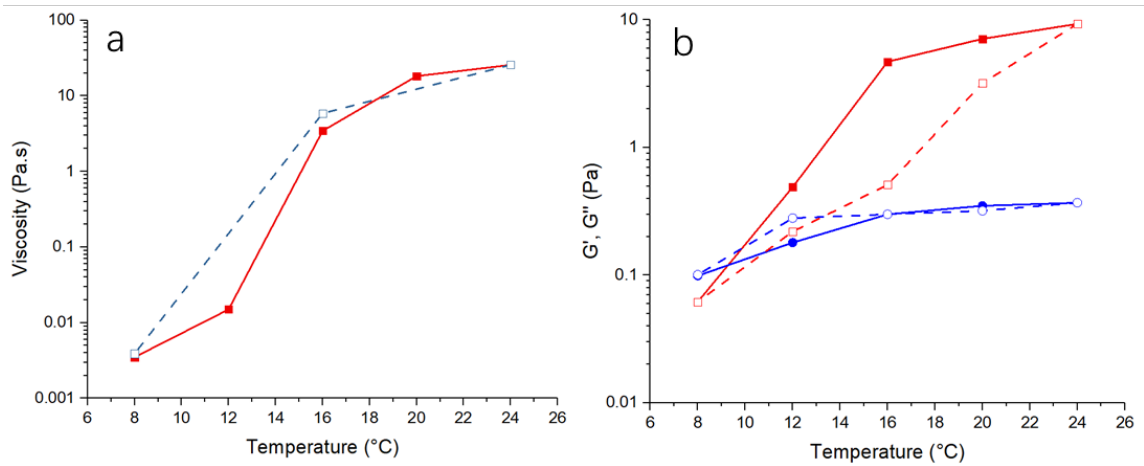 a
100
10
1
0.1
0.01
0.001
6 8 10 12 14 16 18 20 22 24 26
Viscosity (Pa.s)
Temperature (°C)
b
10
1
0.1
0.01
6 8 10 12 14 16 18 20 22 24 26
G', G'' (Pa)
Temperature (°C)